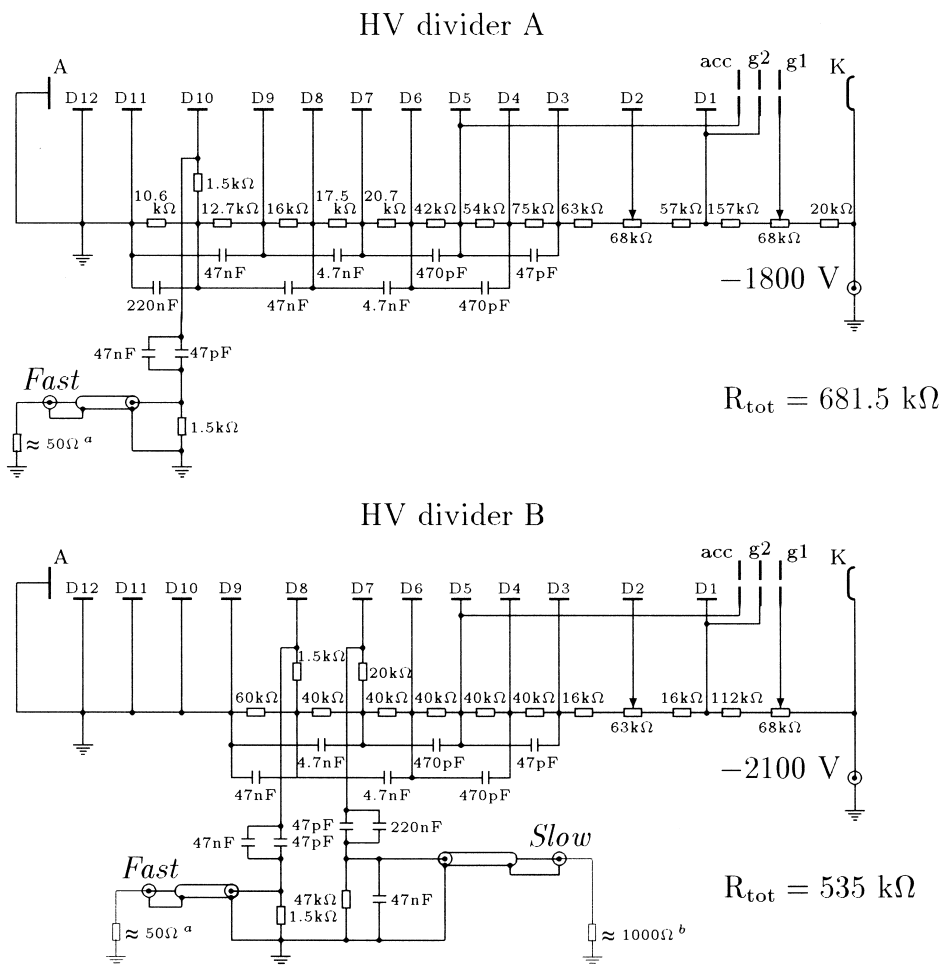 HV divider A
acc g2 g1
A K
D12 D11 D10 D9 D8 D7 D6 D5 D4 D3 D2 D1
1.5kΩ
10.6 kΩ 12.7kΩ 16kΩ 17.5 kΩ 20.7 kΩ 42kΩ 54kΩ 75kΩ 63kΩ 68kΩ 57kΩ 157kΩ 68kΩ 20kΩ
47nF 4.7nF 470pF 47pF
220nF 47nF 4.7nF 470pF
−1800 V
47nF 47pF
Fast
1.5kΩ
≈ 50Ω a
Rtot = 681.5 kΩ
HV divider B
acc g2 g1
A K
D12 D11 D10 D9 D8 D7 D6 D5 D4 D3 D2 D1
1.5kΩ 20kΩ
60kΩ 40kΩ 40kΩ 40kΩ 40kΩ 40kΩ 16kΩ 63kΩ 16kΩ 112kΩ 68kΩ
4.7nF 470pF 47pF
47nF 4.7nF 470pF
−2100 V
47nF 47pF 47pF 47pF 220nF
Fast
Slow
47kΩ 47nF
1.5kΩ
≈ 50Ω a
≈ 1000Ω b
Rtot = 535 kΩ